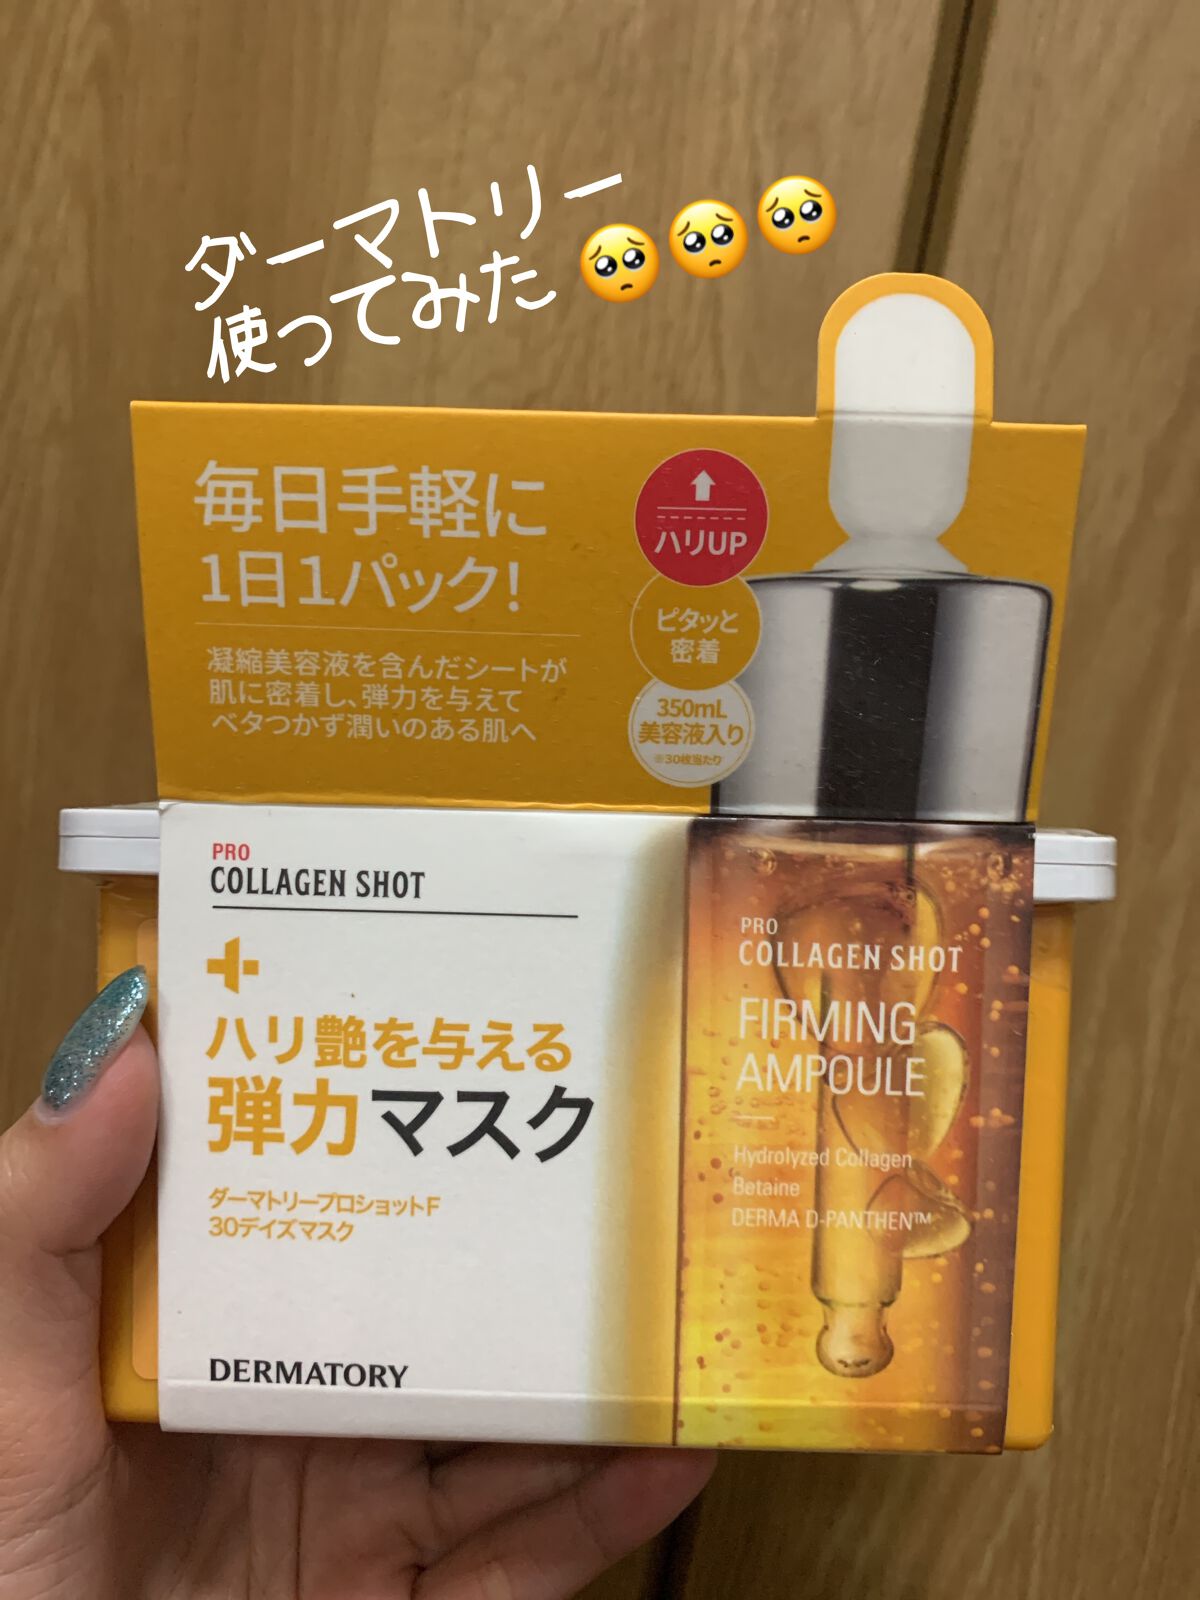 ダーマトリー
使ってみた🥺🥺🥺
毎日手軽に
1日1パック!
凝縮美容液を含んだシートが
肌に密着し、弾力を与えて
ベタつかず潤いのある肌へ
ハリUP
ピタッと
密着
350mL
美容液入り
※30枚当たり
PRO
COLLAGEN SHOT
ハリ艶を与える
弾力マスク
ダーマトリープロショットF
30デイズマスク
DERMATORY
PRO
COLLAGEN SHOT
FIRMING
AMPOULE
Hydrolyzed Collagen
Betaine
DERMA D-PANTHEN™